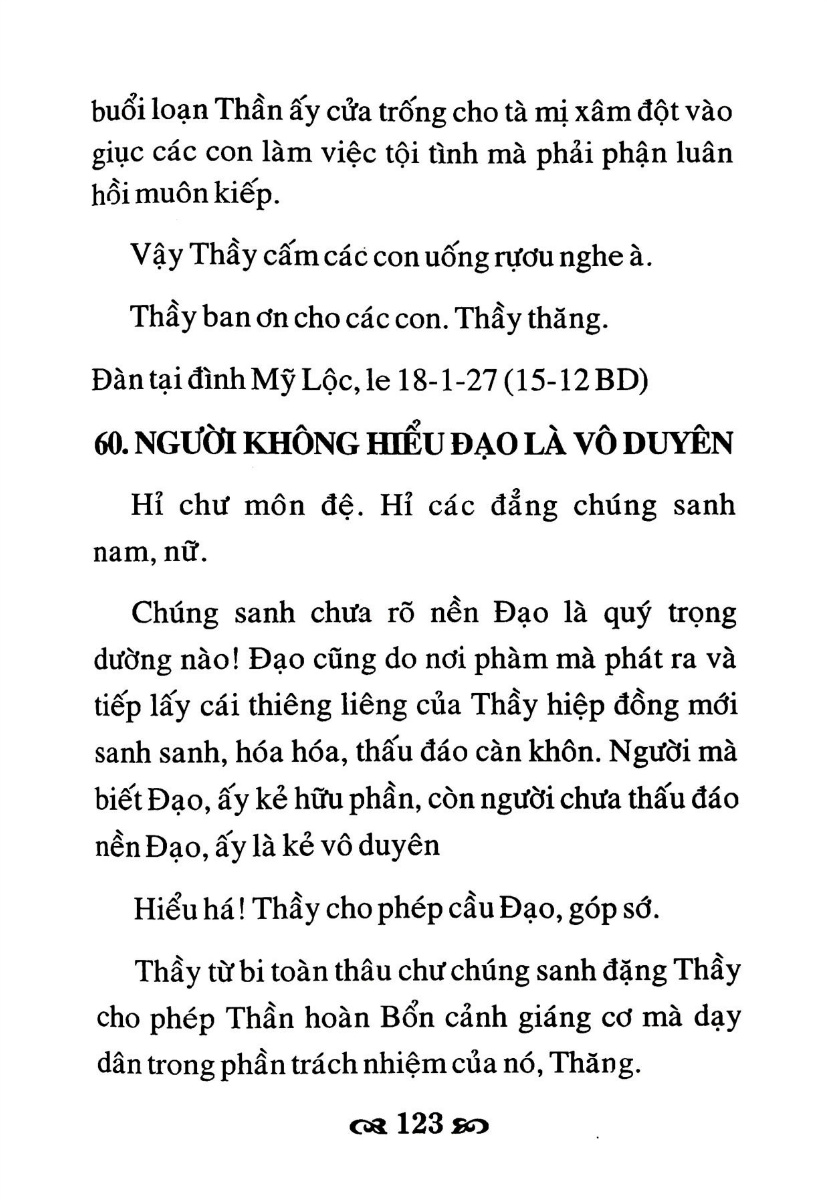 buổi loạn Thần ấy cửa trống cho tà mị xâm đột vào
giục các con làm việc tội tình mà phải phận luân
hồi muôn kiếp.
Vậy Thầy cấm các con uống rượu nghe à.
Thầy ban ơn cho các con. Thầy thăng.
Đàn tại đình Mỹ Lộc, le 18-1-27 (15-12 BD)
60. NGƯỜI KHÔNG HIỂU ĐẠO LÀ VÔ DUYÊN
Hỉ chư môn đệ. Hỉ các đẳng chúng sanh
nam, nữ.
Chúng sanh chưa rõ nền Đạo là quý trọng
dường nào! Đạo cũng do nơi phàm mà phát ra và
tiếp lấy cái thiêng liêng của Thầy hiệp đồng mới
sanh sanh, hóa hóa, thấu đáo càn khôn. Người mà
biết Đạo, ấy kẻ hữu phần, còn người chưa thấu đáo
nền Đạo, ấy là kẻ vô duyên
Hiểu há! Thầy cho phép cầu Đạo, góp sớ.
Thầy từ bi toàn thâu chư chúng sanh đặng Thầy
cho phép Thần hoàn Bổn cảnh giáng cơ mà dạy
dân trong phần trách nhiệm của nó, Thăng.
123